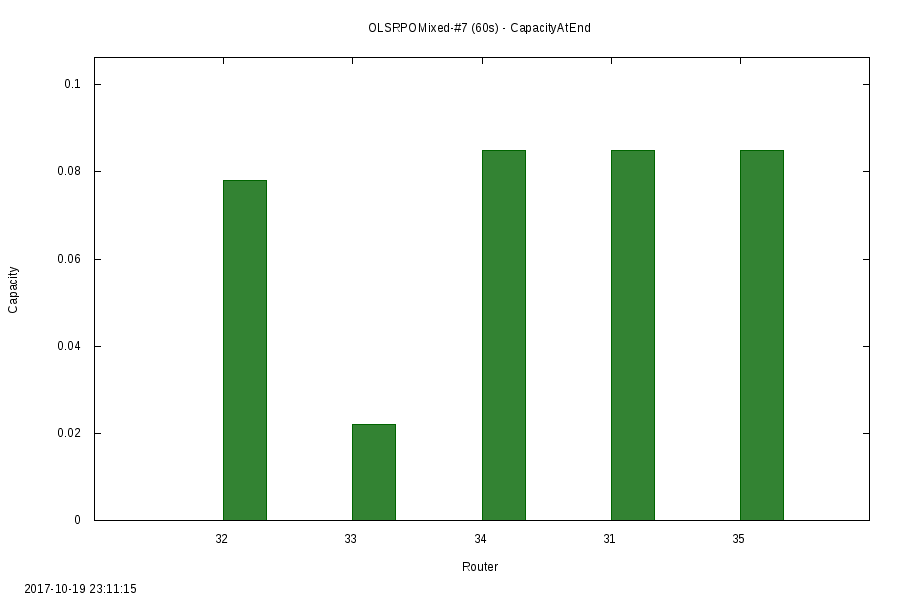 OLSRPOMixed-#7 (60s) - CapacityAtEnd
0.1
0.08
0.06
0.04
0.02
0
Capacity
32 33 34 31 35
Router
2017-10-19 23:11:15